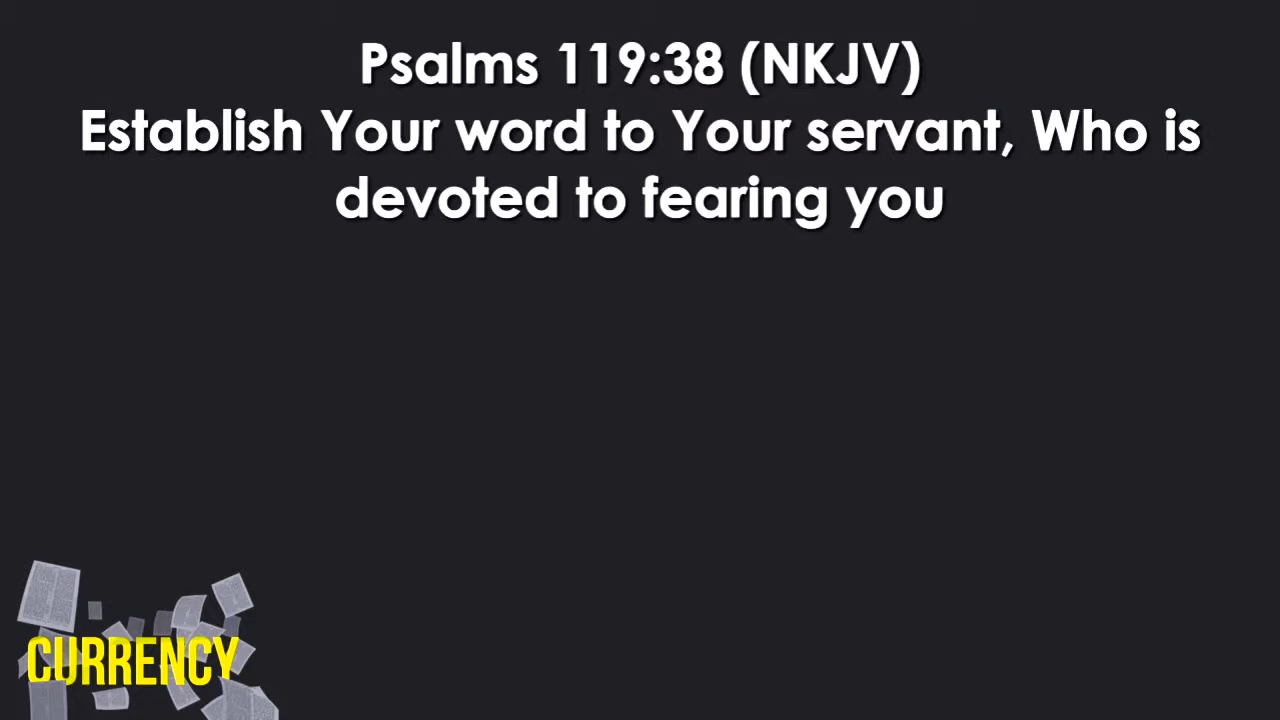 Psalms 119:38 (NKJV)
Establish Your word to Your servant, Who is
devoted to fearing you
CURRENCY